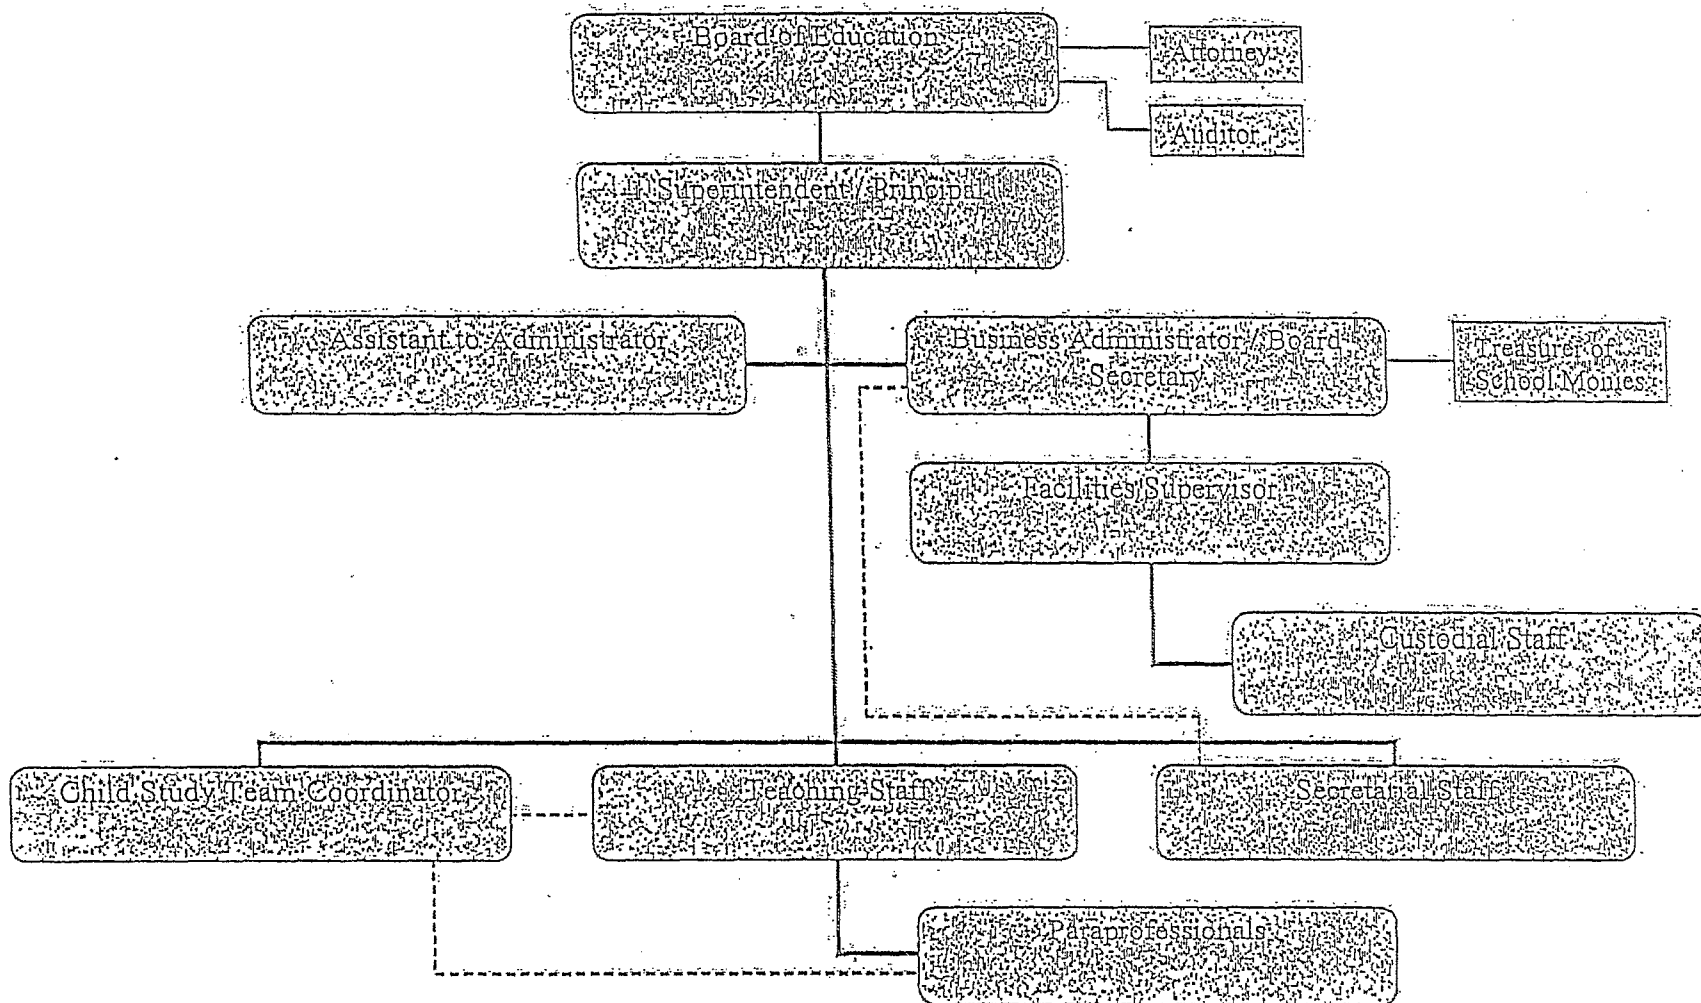 Board of Education
Attorney
Auditor
Superintendent / Principal
Assistant to Administrator
Business Administrator / Board
Secretary
Treasurer of
School Monies
Facilities Supervisor
Custodial Staff
Child Study Team Coordinator
Teaching Staff
Secretarial Staff
Paraprofessionals